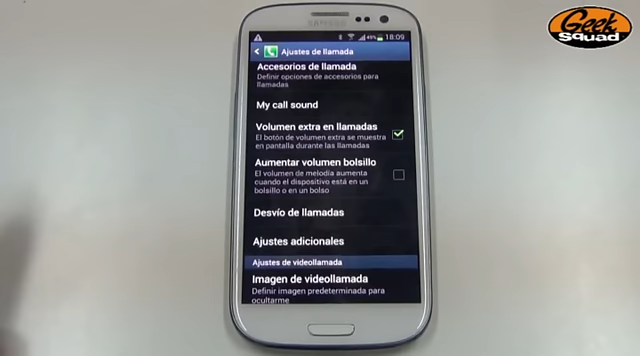 Geek
Squad
SAMSUNG
49% 18:09
Ajustes de llamada
Accesorios de llamada
Definir opciones de accesorios para
llamadas
My call sound
Volumen extra en llamadas
El botón de volumen extra se muestra
en pantalla durante las llamadas
Aumentar volumen bolsillo
El volumen de melodía aumenta
cuando el dispositivo está en un
bolsillo o en un bolso
Desvío de llamadas
Ajustes adicionales
Ajustes de videollamada
Imagen de videollamada
Definir imagen predeterminada para
ocultarme